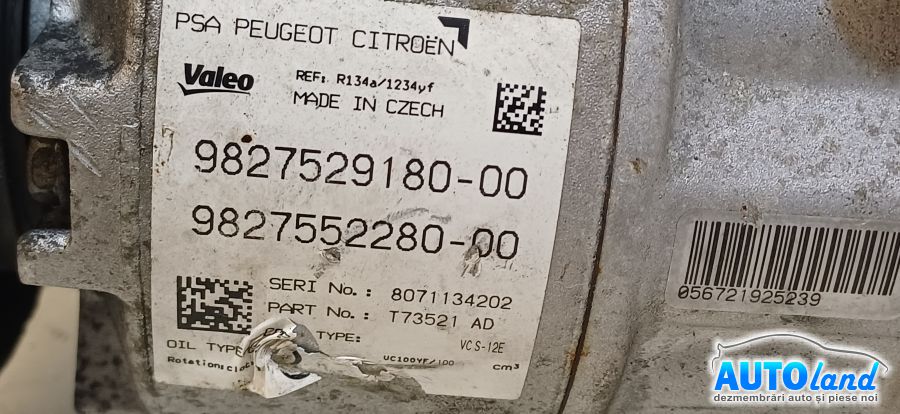 PSA PEUGEOT CITROËN
Valeo
REF: R134a/1234yf
MADE IN CZECH
9827529180-00
9827552280-00
SERI No. : 8071134202
PART No. : T73521 AD
TYPE: VCS-12E
OIL TYPE UC100YF/100 cm³
Rotation:
056721925239
AUTOland
dezmembrări auto și piese noi